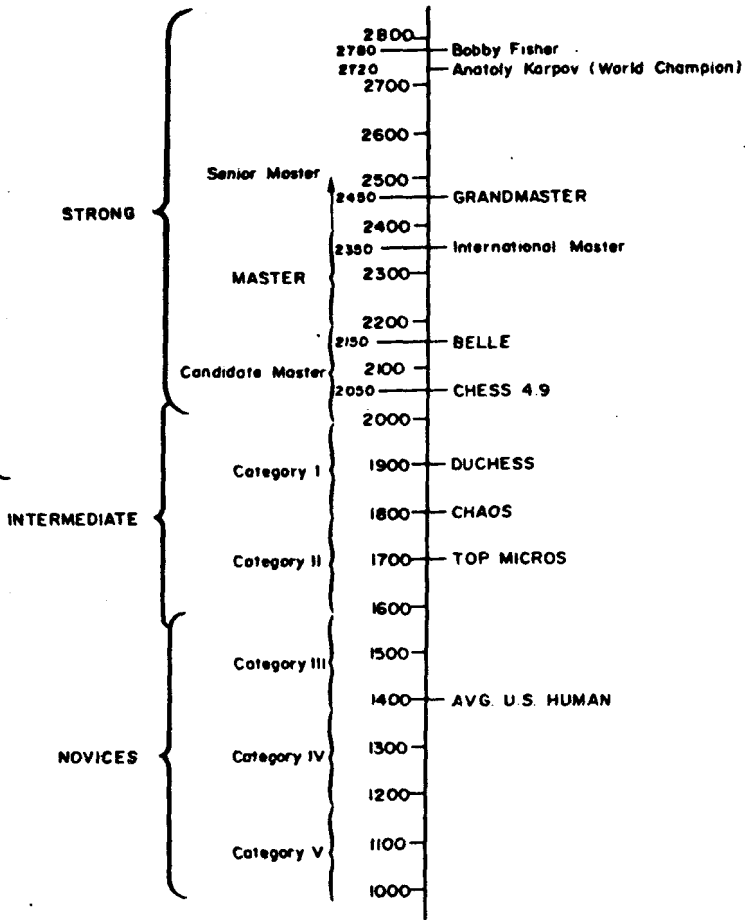 2800
2780 Bobby Fisher
2720 Anatoly Karpov (World Champion)
2700
2600
Senior Master 2500
2450 GRANDMASTER
STRONG
2400
2350 International Master
MASTER 2300
2200
2150 BELLE
Candidate Master 2100
2050 CHESS 4.9
2000
Category I 1900 DUCHESS
INTERMEDIATE 1800 CHAOS
Category II 1700 TOP MICROS
1600
Category III 1500
1400 AVG. U.S. HUMAN
NOVICES Category IV 1300
1200
Category V 1100
1000